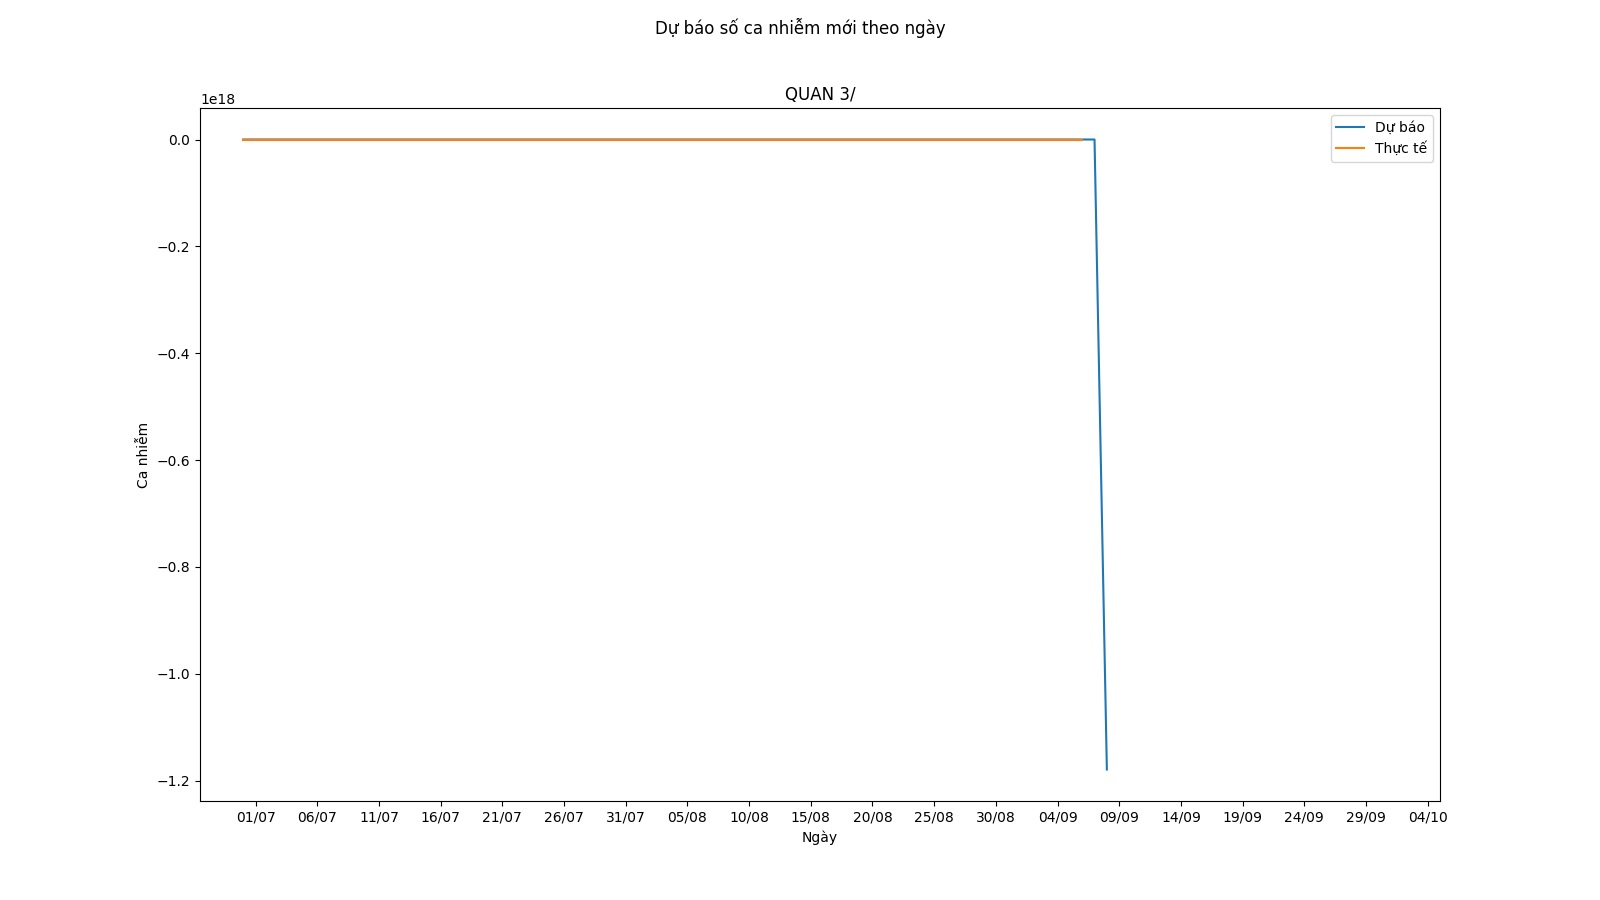 Dự báo số ca nhiễm mới theo ngày
QUAN 3/
1e18
Dự báo
Thực tế
0.0
−0.2
−0.4
−0.6
−0.8
−1.0
−1.2
Ca nhiễm
01/07 06/07 11/07 16/07 21/07 26/07 31/07 05/08 10/08 15/08 20/08 25/08 30/08 04/09 09/09 14/09 19/09 24/09 29/09 04/10
Ngày